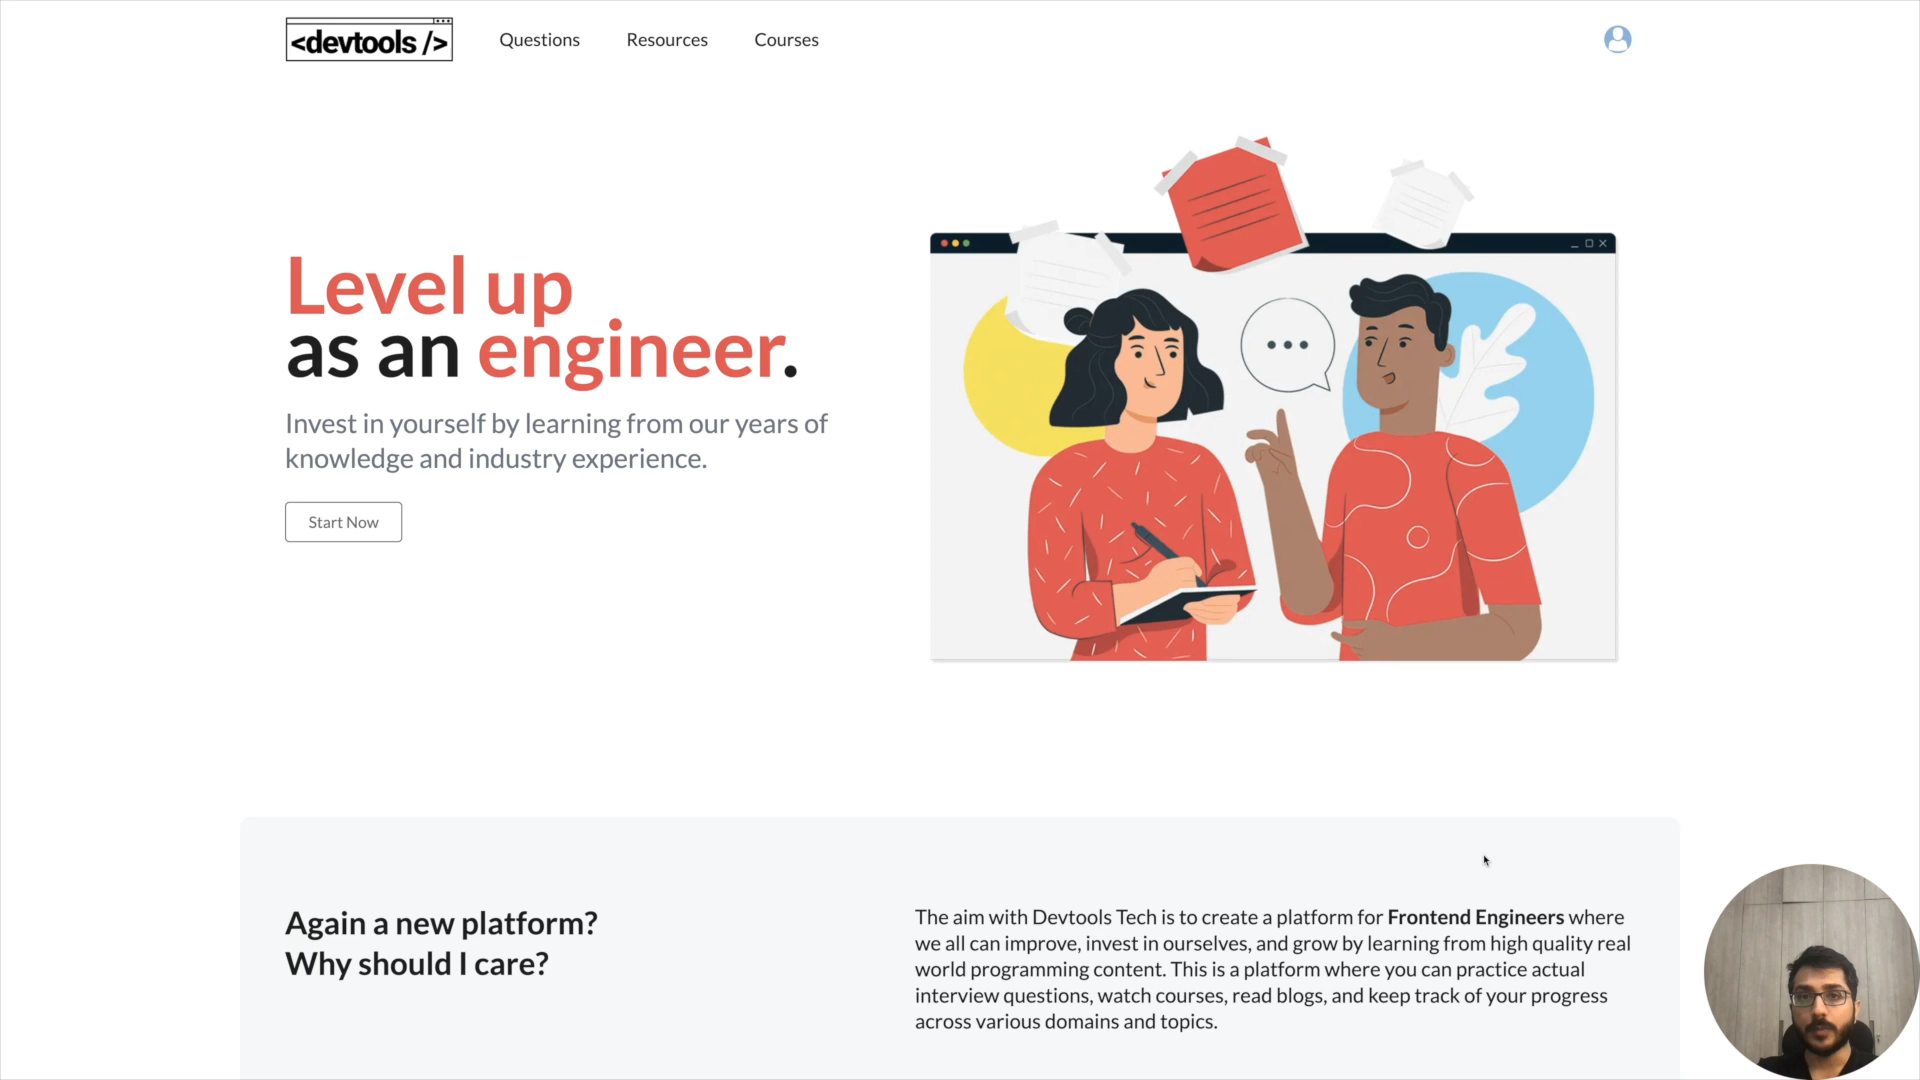 <devtools />
Questions
Resources
Courses
Level up
as an engineer.
Invest in yourself by learning from our years of
knowledge and industry experience.
Start Now
Again a new platform?
Why should I care?
The aim with Devtools Tech is to create a platform for Frontend Engineers where
we all can improve, invest in ourselves, and grow by learning from high quality real
world programming content. This is a platform where you can practice actual
interview questions, watch courses, read blogs, and keep track of your progress
across various domains and topics.